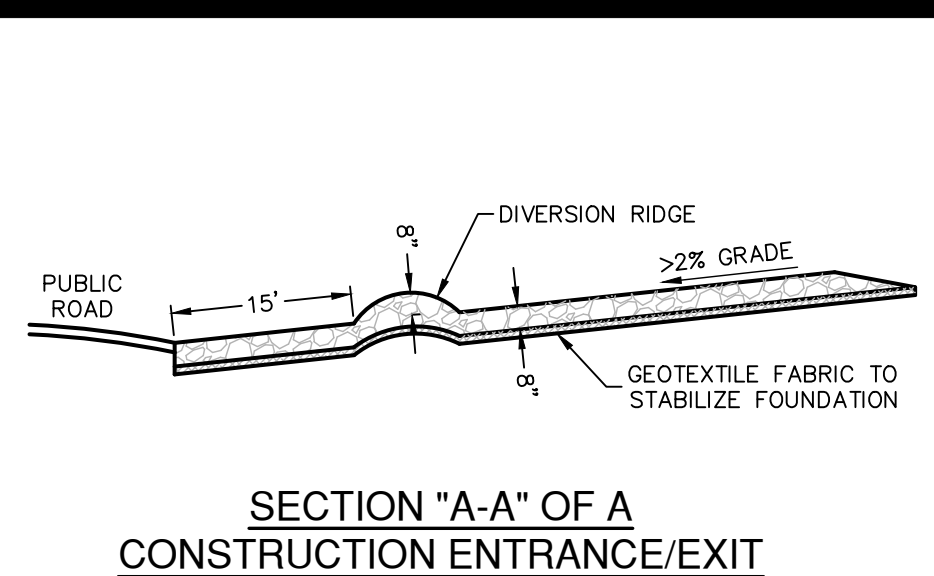 DIVERSION RIDGE
8"
>2% GRADE
PUBLIC
ROAD
15'
8"
GEOTEXTILE FABRIC TO
STABILIZE FOUNDATION
SECTION "A-A" OF A
CONSTRUCTION ENTRANCE/EXIT